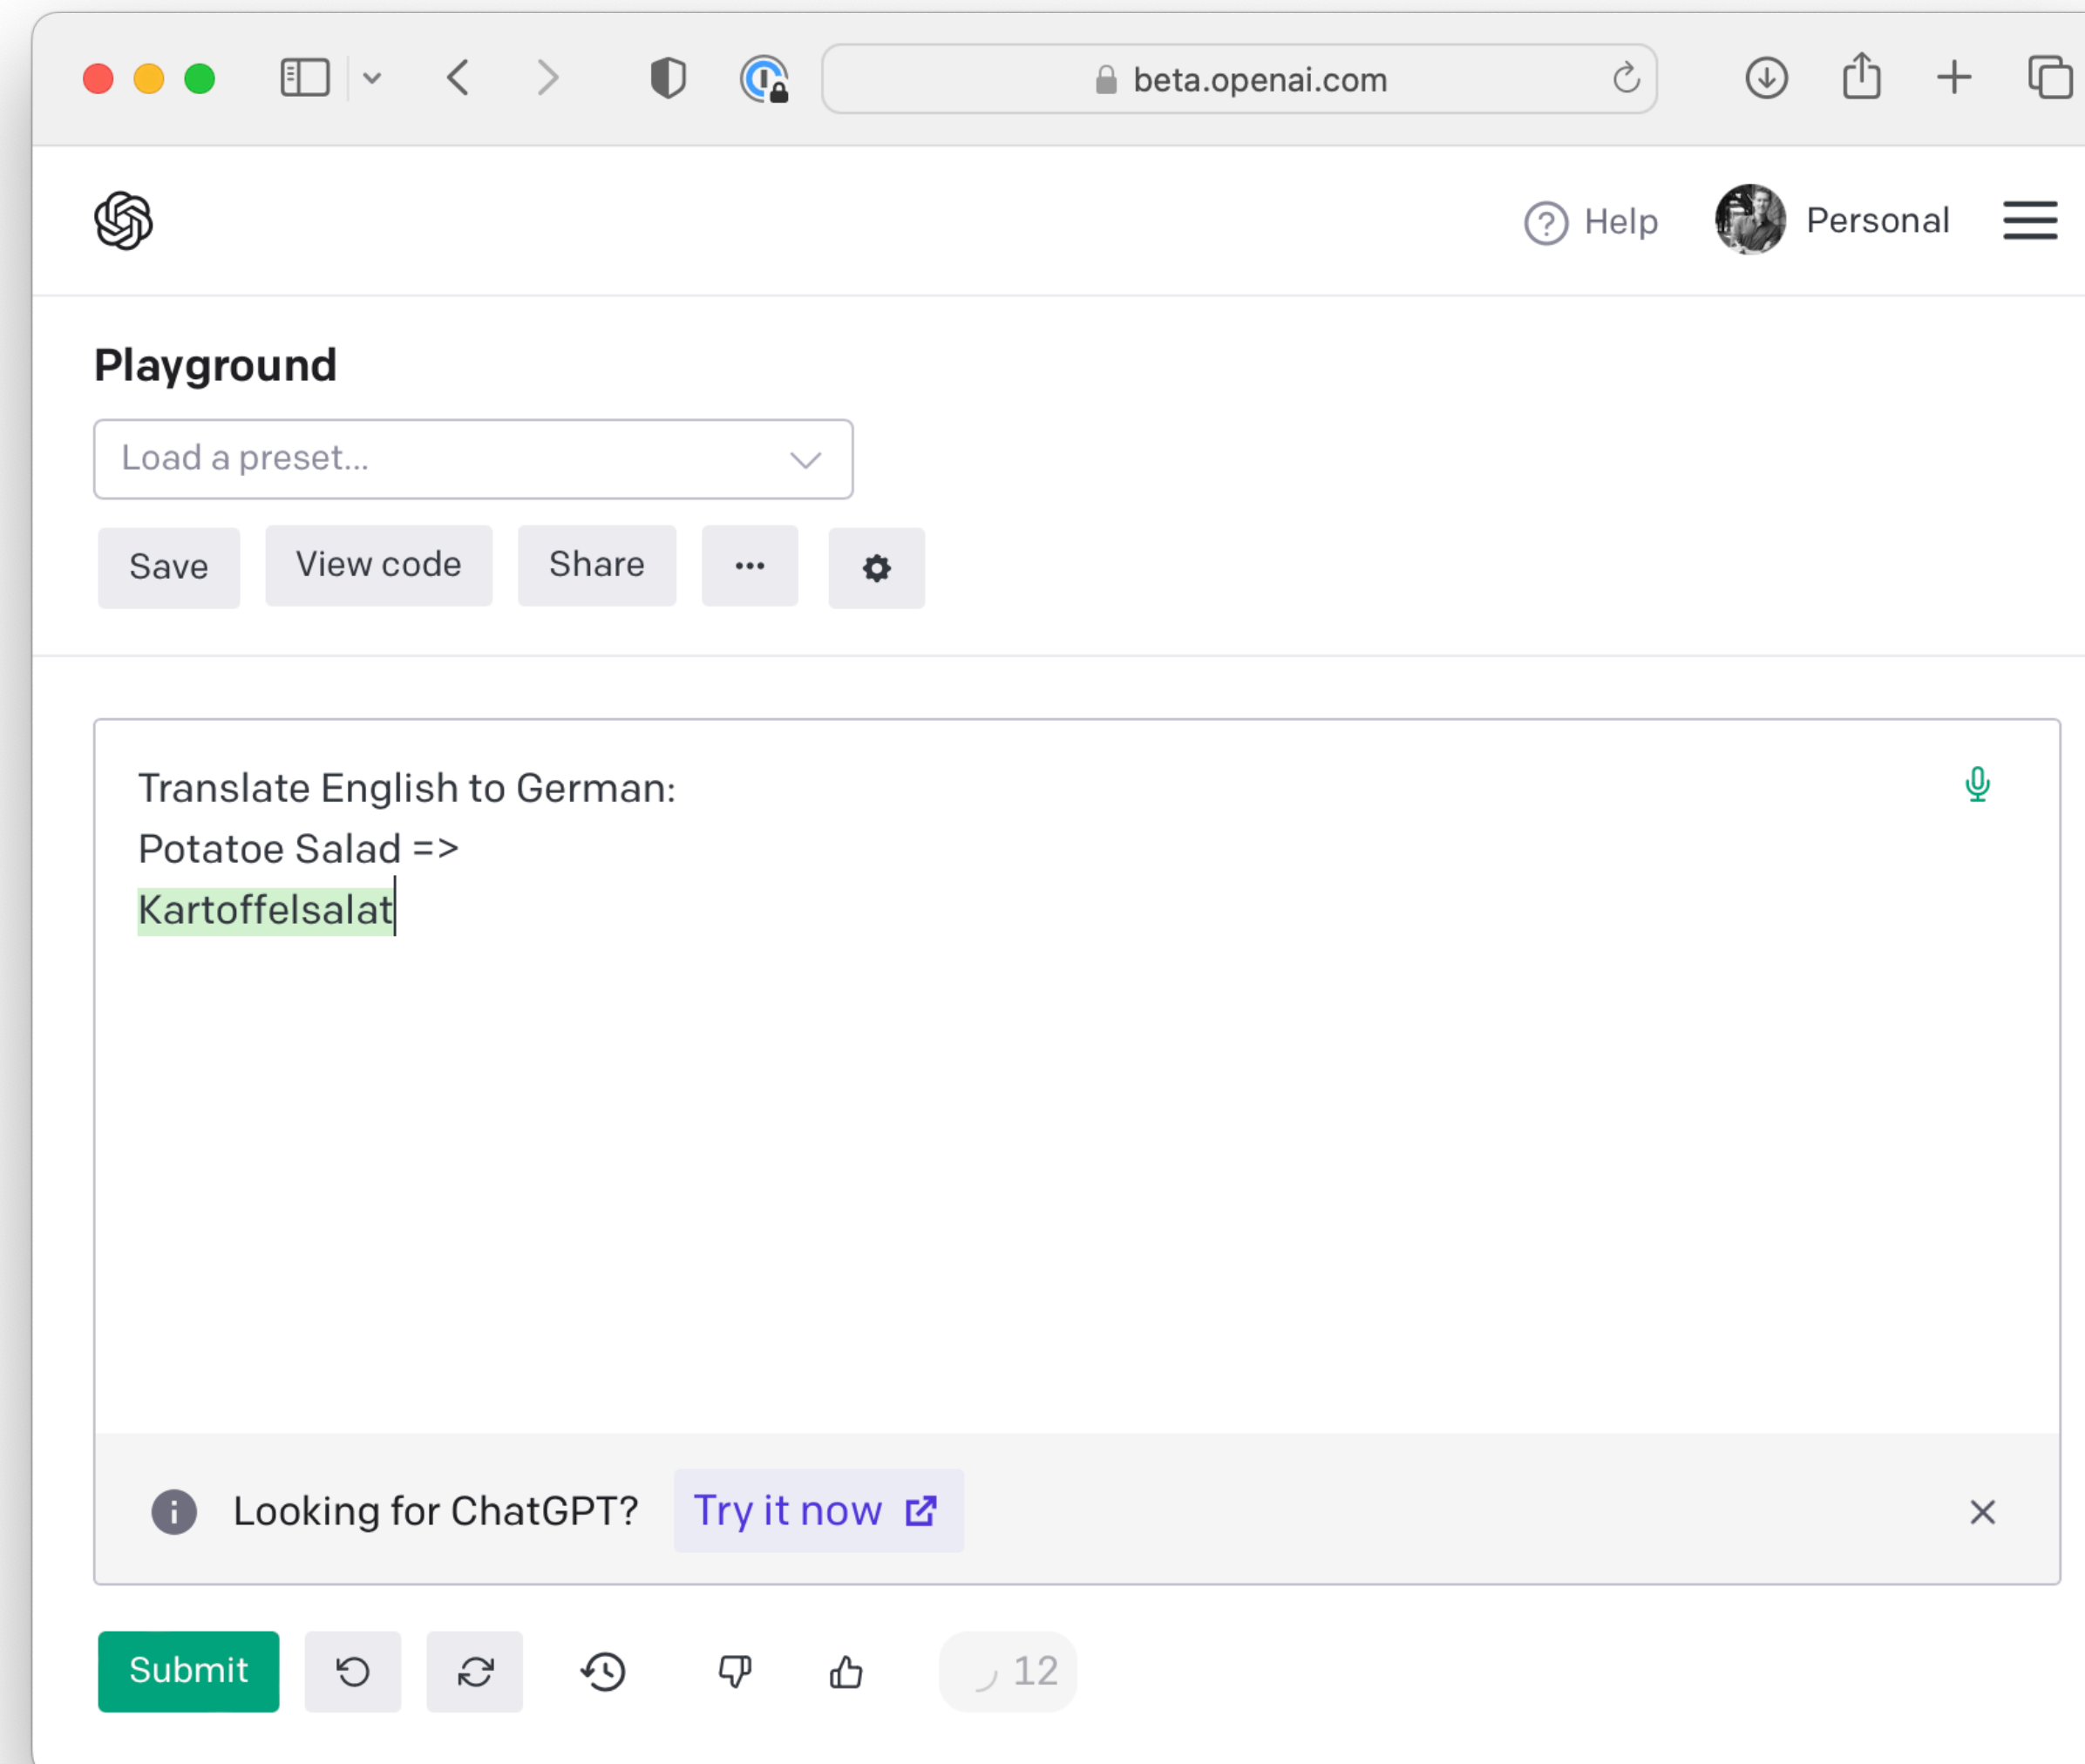 beta.openai.com
Help
Personal
Playground
Load a preset...
Save
View code
Share
Translate English to German:
Potatoe Salad =>
Kartoffelsalat
Looking for ChatGPT?
Try it now
Submit
12